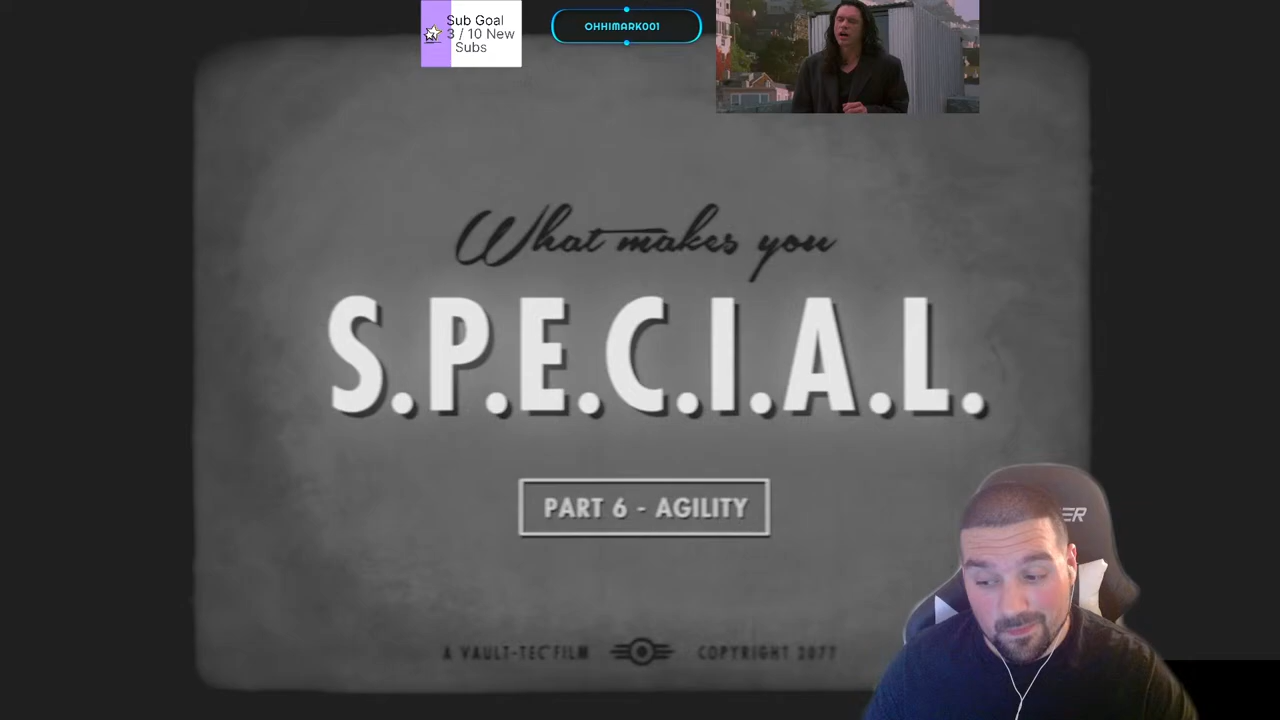 Sub Goal
3 / 10 New
Subs
OHHIMARK001
What makes you
S.P.E.C.I.A.L.
PART 6 - AGILITY
A VAULT-TEC FILM
COPYRIGHT 2077